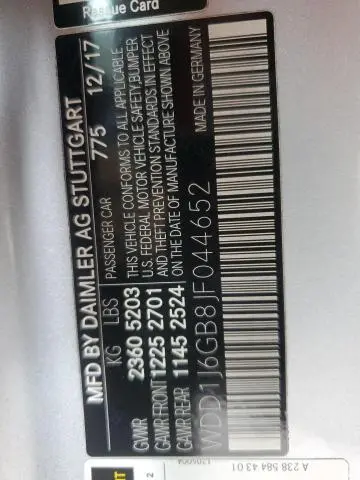 Rescue Card
MFD BY DAIMLER AG STUTTGART
PASSENGER CAR 775 12/17
KG LBS
GVWR 2360 5203
GAWR FRONT 1225 2701
GAWR REAR 1145 2524
THIS VEHICLE CONFORMS TO ALL APPLICABLE
U.S. FEDERAL MOTOR VEHICLE SAFETY, BUMPER
AND THEFT PREVENTION STANDARDS IN EFFECT
ON THE DATE OF MANUFACTURE SHOWN ABOVE
WDD1J6GB8JF044652 MADE IN GERMANY
A 238 584 43 01